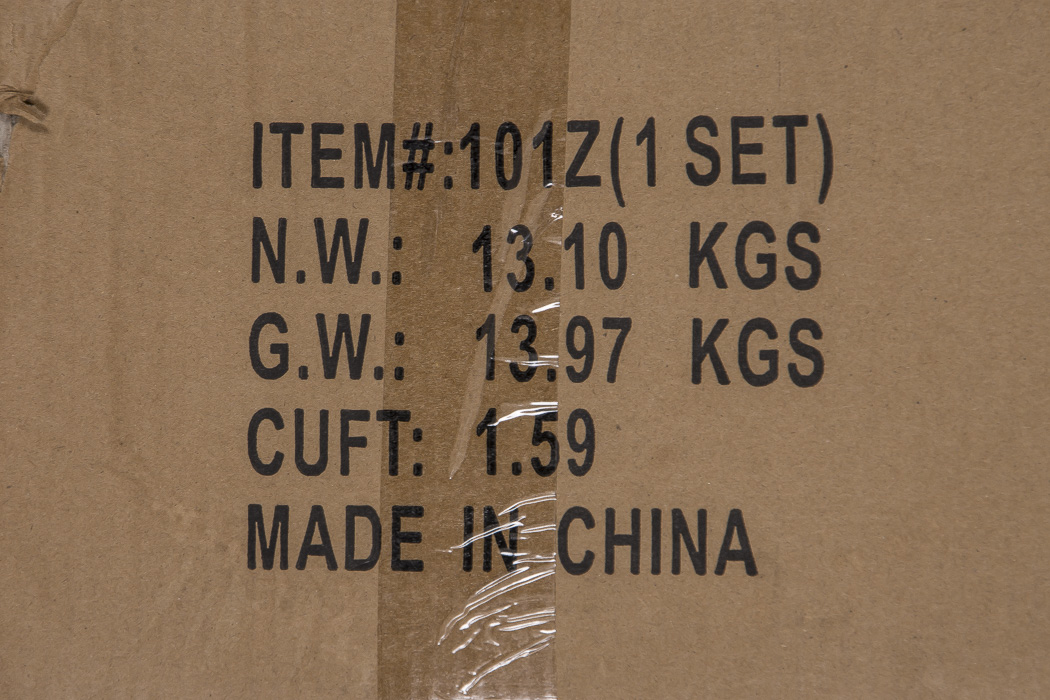 ITEM#:101Z(1 SET)
N.W.: 13.10 KGS
G.W.: 13.97 KGS
CUFT: 1.59
MADE IN CHINA